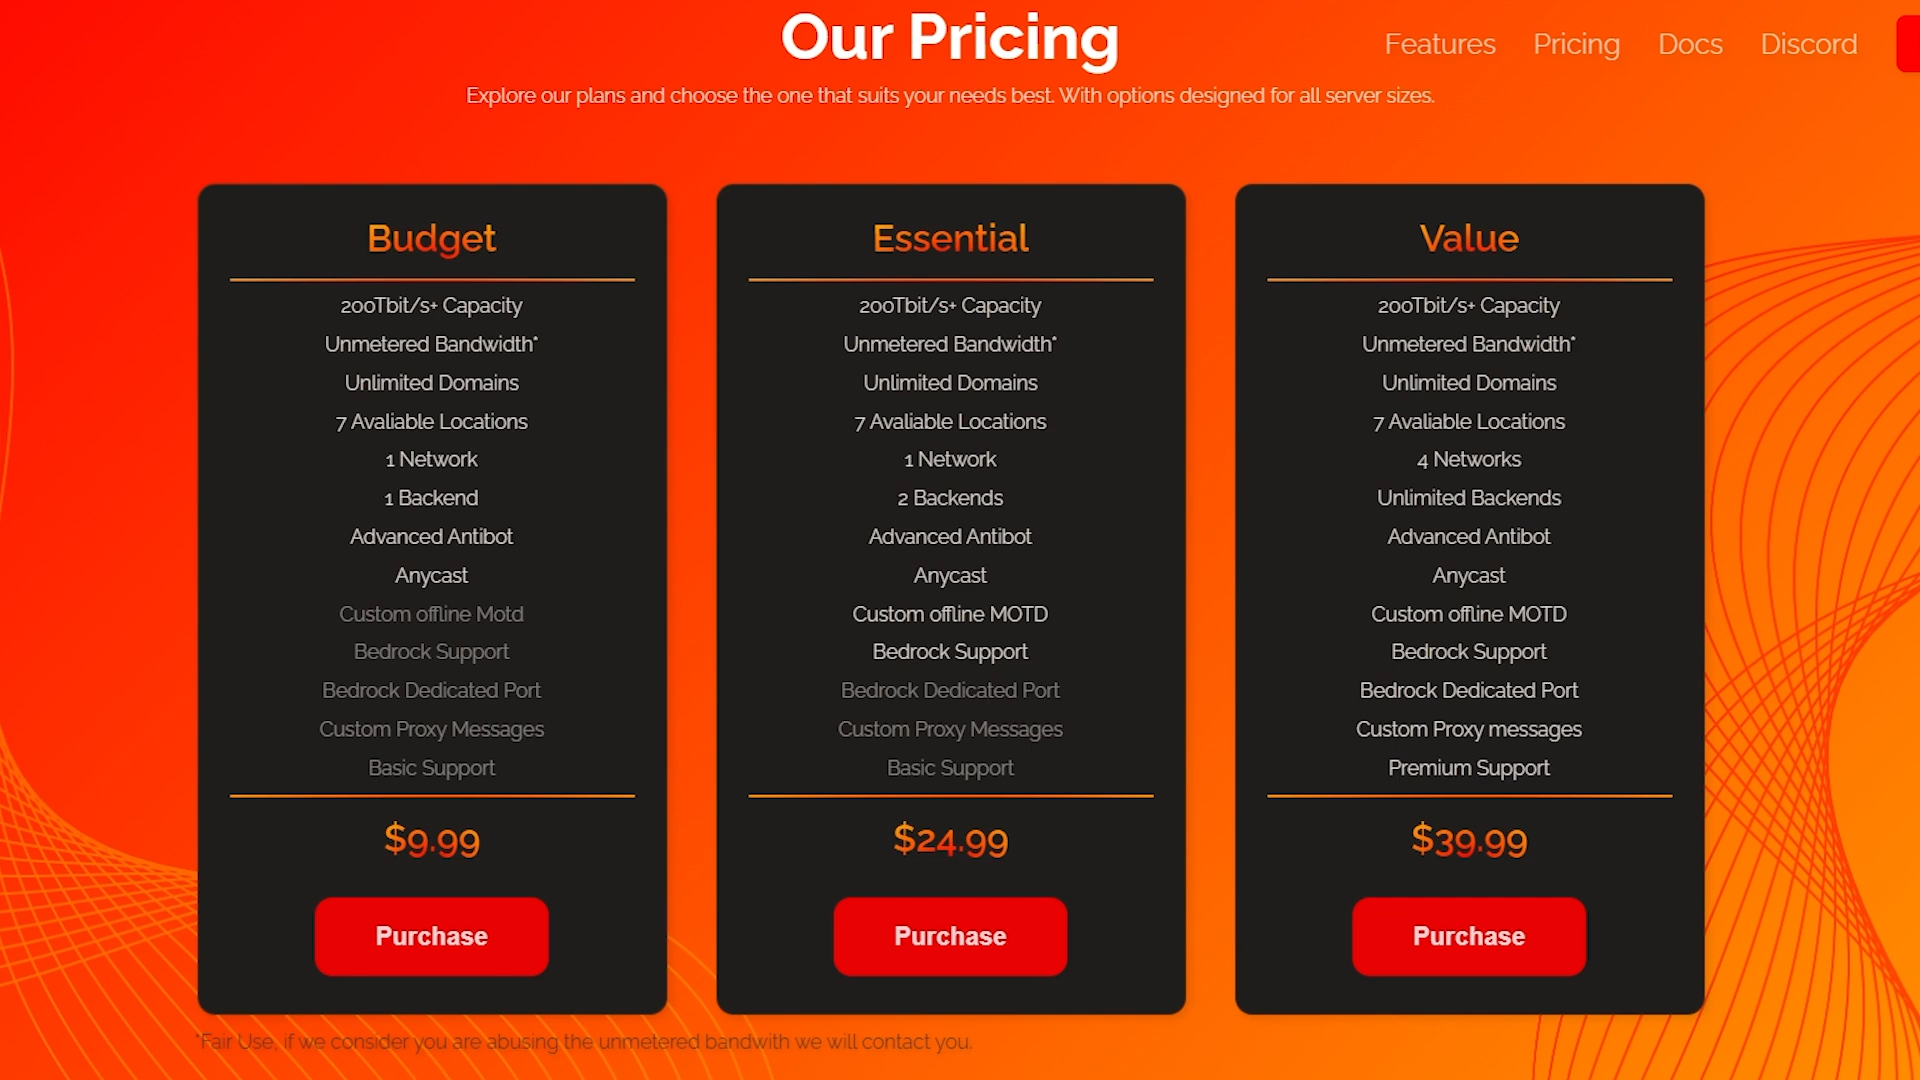 Our Pricing
Features Pricing Docs Discord
Explore our plans and choose the one that suits your needs best. With options designed for all server sizes.
Budget
200Tbit/s+ Capacity
Unmetered Bandwidth*
Unlimited Domains
7 Avaliable Locations
1 Network
1 Backend
Advanced Antibot
Anycast
Custom offline Motd
Bedrock Support
Bedrock Dedicated Port
Custom Proxy Messages
Basic Support
$9.99
Purchase
Essential
200Tbit/s+ Capacity
Unmetered Bandwidth*
Unlimited Domains
7 Avaliable Locations
1 Network
2 Backends
Advanced Antibot
Anycast
Custom offline MOTD
Bedrock Support
Bedrock Dedicated Port
Custom Proxy Messages
Basic Support
$24.99
Purchase
Value
200Tbit/s+ Capacity
Unmetered Bandwidth*
Unlimited Domains
7 Avaliable Locations
4 Networks
Unlimited Backends
Advanced Antibot
Anycast
Custom offline MOTD
Bedrock Support
Bedrock Dedicated Port
Custom Proxy messages
Premium Support
$39.99
Purchase
*Fair Use, if we consider you are abusing the unmetered bandwith we will contact you.